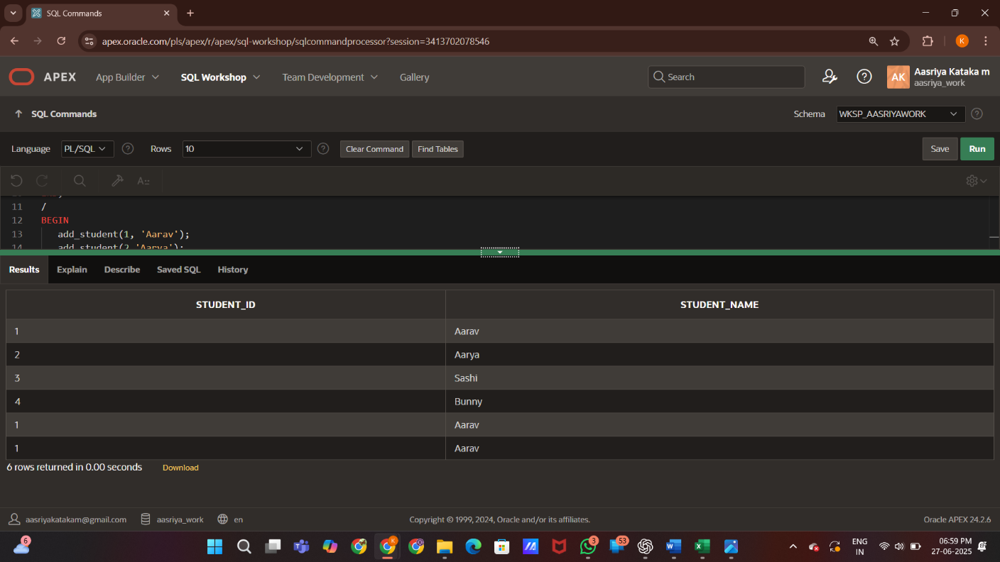 SQL Commands
apex.oracle.com/pls/apex/r/apex/sql-workshop/sqlcommandprocessor?session=3413702078546
K
APEX
App Builder
SQL Workshop
Team Development
Gallery
Search
AK
Aasriya Kataka m
aasriya_work
SQL Commands
Schema
WKSP_AASRIYAWORK
Language
PL/SQL
Rows
10
Clear Command
Find Tables
Save
Run
11 /
12 BEGIN
13 add_student(1, 'Aarav');
14 add_student(2,'Aarya');
Results
Explain
Describe
Saved SQL
History
STUDENT_ID STUDENT_NAME
1 Aarav
2 Aarya
3 Sashi
4 Bunny
1 Aarav
1 Aarav
6 rows returned in 0.00 seconds
Download
aasriyakatakam@gmail.com
aasriya_work
en
Copyright © 1999, 2024, Oracle and/or its affiliates.
Oracle APEX 24.2.6
6
K
3
53
ENG
IN
06:59 PM
27-06-2025